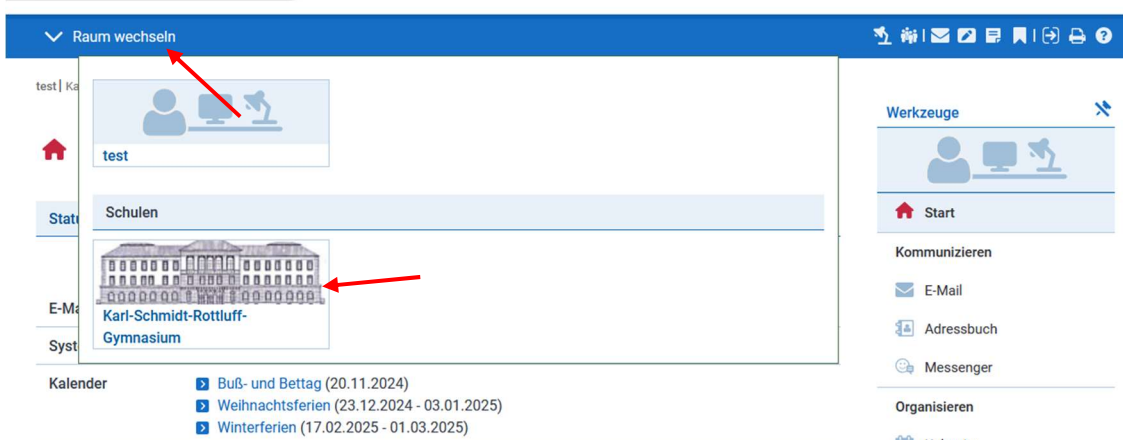 Raum wechseln
test| Ka
test
Statu
Schulen
Karl-Schmidt-Rottluff-
Gymnasium
E-Ma
Syst
Kalender
Buß- und Bettag (20.11.2024)
Weihnachtsferien (23.12.2024 - 03.01.2025)
Winterferien (17.02.2025 - 01.03.2025)
Werkzeuge
Start
Kommunizieren
E-Mail
Adressbuch
Messenger
Organisieren